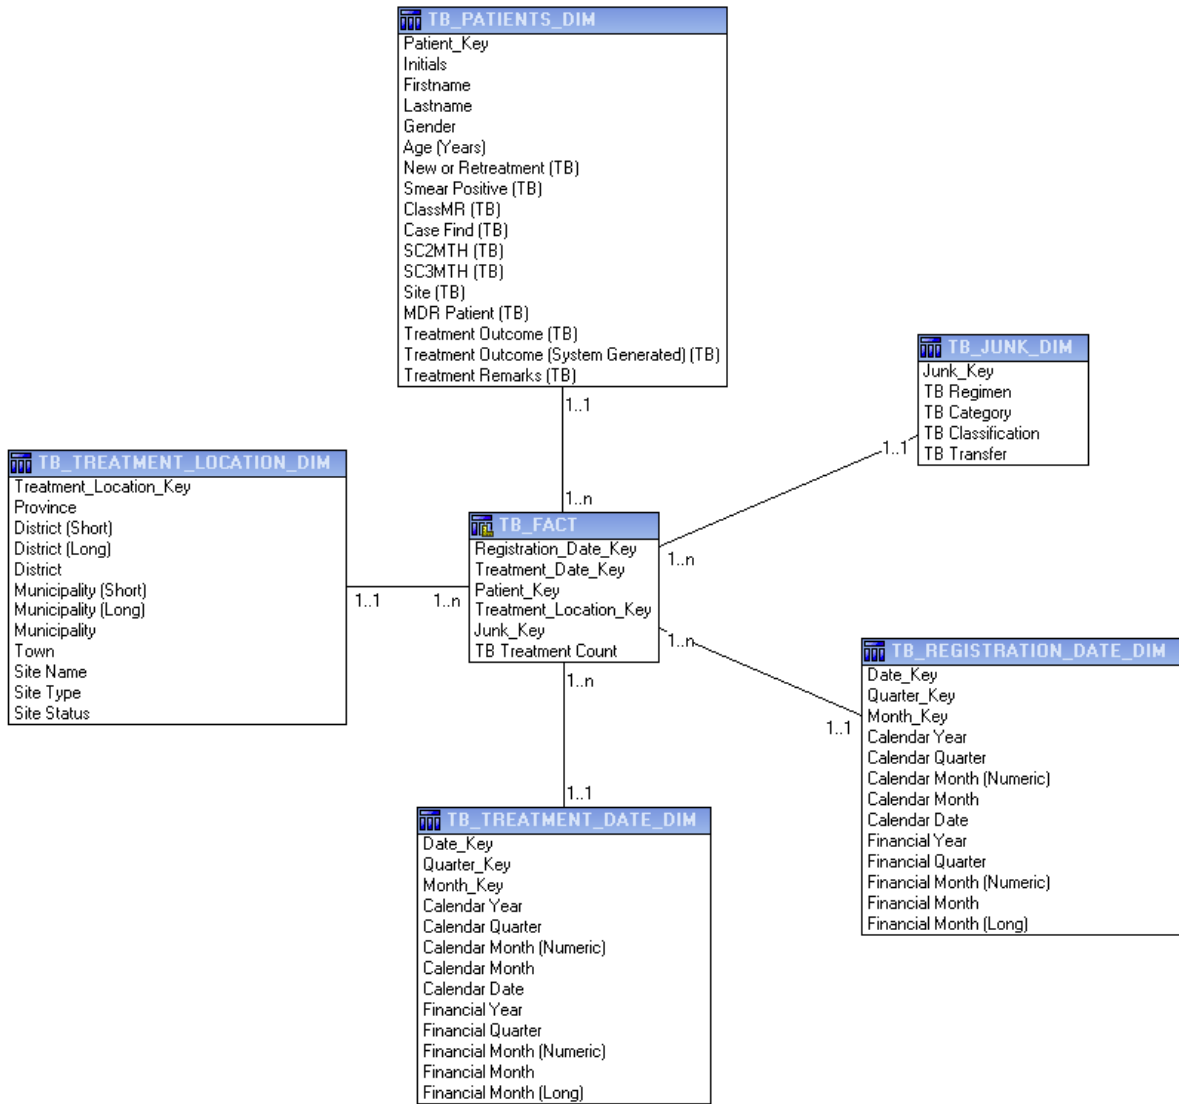 TB_PATIENTS_DIM
Patient_Key
Initials
Firstname
Lastname
Gender
Age (Years)
New or Retreatment (TB)
Smear Positive (TB)
ClassMR (TB)
Case Find (TB)
SC2MTH (TB)
SC3MTH (TB)
Site (TB)
MDR Patient (TB)
Treatment Outcome (TB)
Treatment Outcome (System Generated) (TB)
Treatment Remarks (TB)
1..1
1..n
TB_JUNK_DIM
Junk_Key
TB Regimen
TB Category
TB Classification
TB Transfer
1..1
1..n
TB_TREATMENT_LOCATION_DIM
Treatment_Location_Key
Province
District (Short)
District (Long)
District
Municipality (Short)
Municipality (Long)
Municipality
Town
Site Name
Site Type
Site Status
1..1
1..n
TB_FACT
Registration_Date_Key
Treatment_Date_Key
Patient_Key
Treatment_Location_Key
Junk_Key
TB Treatment Count
1..n
1..1
1..n
1..1
TB_REGISTRATION_DATE_DIM
Date_Key
Quarter_Key
Month_Key
Calendar Year
Calendar Quarter
Calendar Month (Numeric)
Calendar Month
Calendar Date
Financial Year
Financial Quarter
Financial Month (Numeric)
Financial Month
Financial Month (Long)
TB_TREATMENT_DATE_DIM
Date_Key
Quarter_Key
Month_Key
Calendar Year
Calendar Quarter
Calendar Month (Numeric)
Calendar Month
Calendar Date
Financial Year
Financial Quarter
Financial Month (Numeric)
Financial Month
Financial Month (Long)